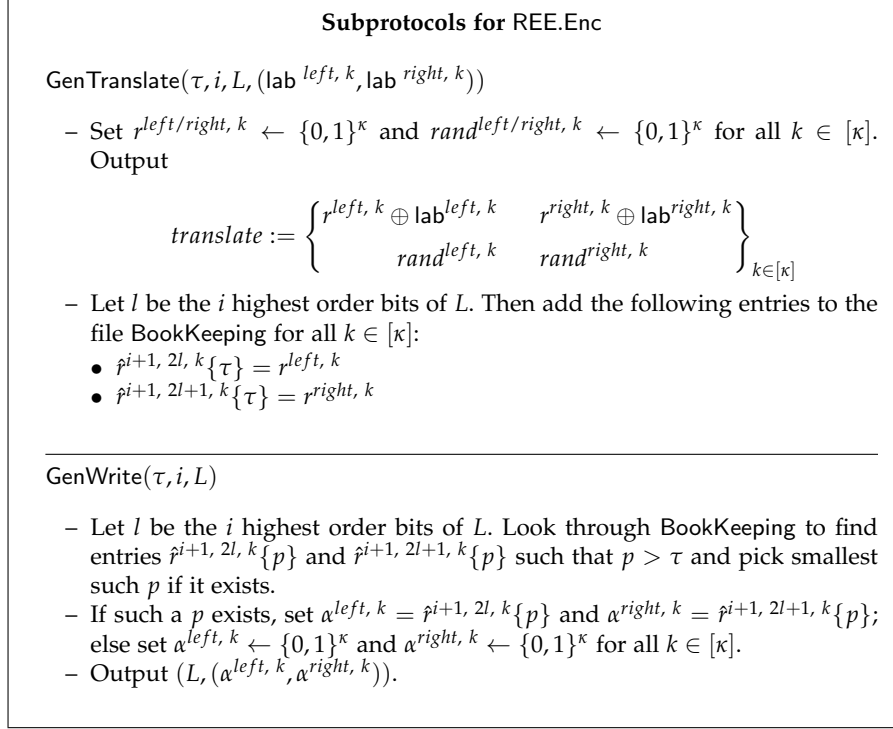 Subprotocols for REE.Enc
GenTranslate(τ, i, L, (lab^{left, k}, lab^{right, k}))
– Set r^{left/right, k} ← {0, 1}^κ and rand^{left/right, k} ← {0, 1}^κ for all k ∈ [κ].
Output
translate := { r^{left, k} ⊕ lab^{left, k} r^{right, k} ⊕ lab^{right, k}
rand^{left, k} rand^{right, k} }_{k∈[κ]}
– Let l be the i highest order bits of L. Then add the following entries to the
file BookKeeping for all k ∈ [κ]:
• r̂^{i+1, 2l, k}{τ} = r^{left, k}
• r̂^{i+1, 2l+1, k}{τ} = r^{right, k}
GenWrite(τ, i, L)
– Let l be the i highest order bits of L. Look through BookKeeping to find
entries r̂^{i+1, 2l, k}{p} and r̂^{i+1, 2l+1, k}{p} such that p > τ and pick smallest
such p if it exists.
– If such a p exists, set α^{left, k} = r̂^{i+1, 2l, k}{p} and α^{right, k} = r̂^{i+1, 2l+1, k}{p};
else set α^{left, k} ← {0, 1}^κ and α^{right, k} ← {0, 1}^κ for all k ∈ [κ].
– Output (L, (α^{left, k}, α^{right, k})).